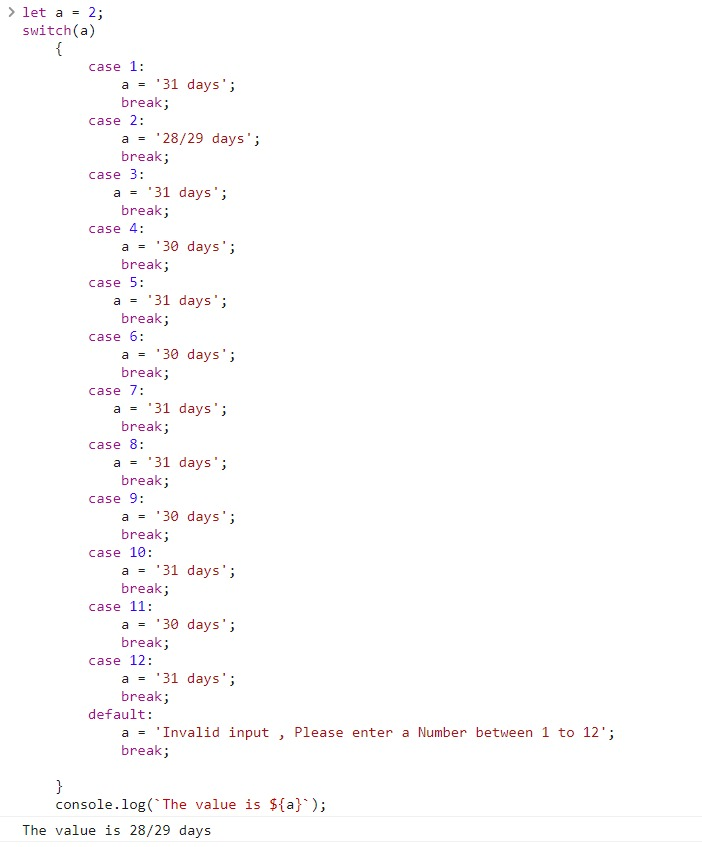 > let a = 2;
switch(a)
    {
        case 1:
            a = '31 days';
            break;
        case 2:
            a = '28/29 days';
            break;
        case 3:
           a = '31 days';
            break;
        case 4:
            a = '30 days';
            break;
        case 5:
           a = '31 days';
            break;
        case 6:
            a = '30 days';
            break;
        case 7:
           a = '31 days';
            break;
        case 8:
           a = '31 days';
            break;
        case 9:
            a = '30 days';
            break;
        case 10:
            a = '31 days';
            break;
        case 11:
            a = '30 days';
            break;
        case 12:
            a = '31 days';
            break;
        default:
            a = 'Invalid input , Please enter a Number between 1 to 12';
            break;

    }
    console.log(`The value is ${a}`);
The value is 28/29 days